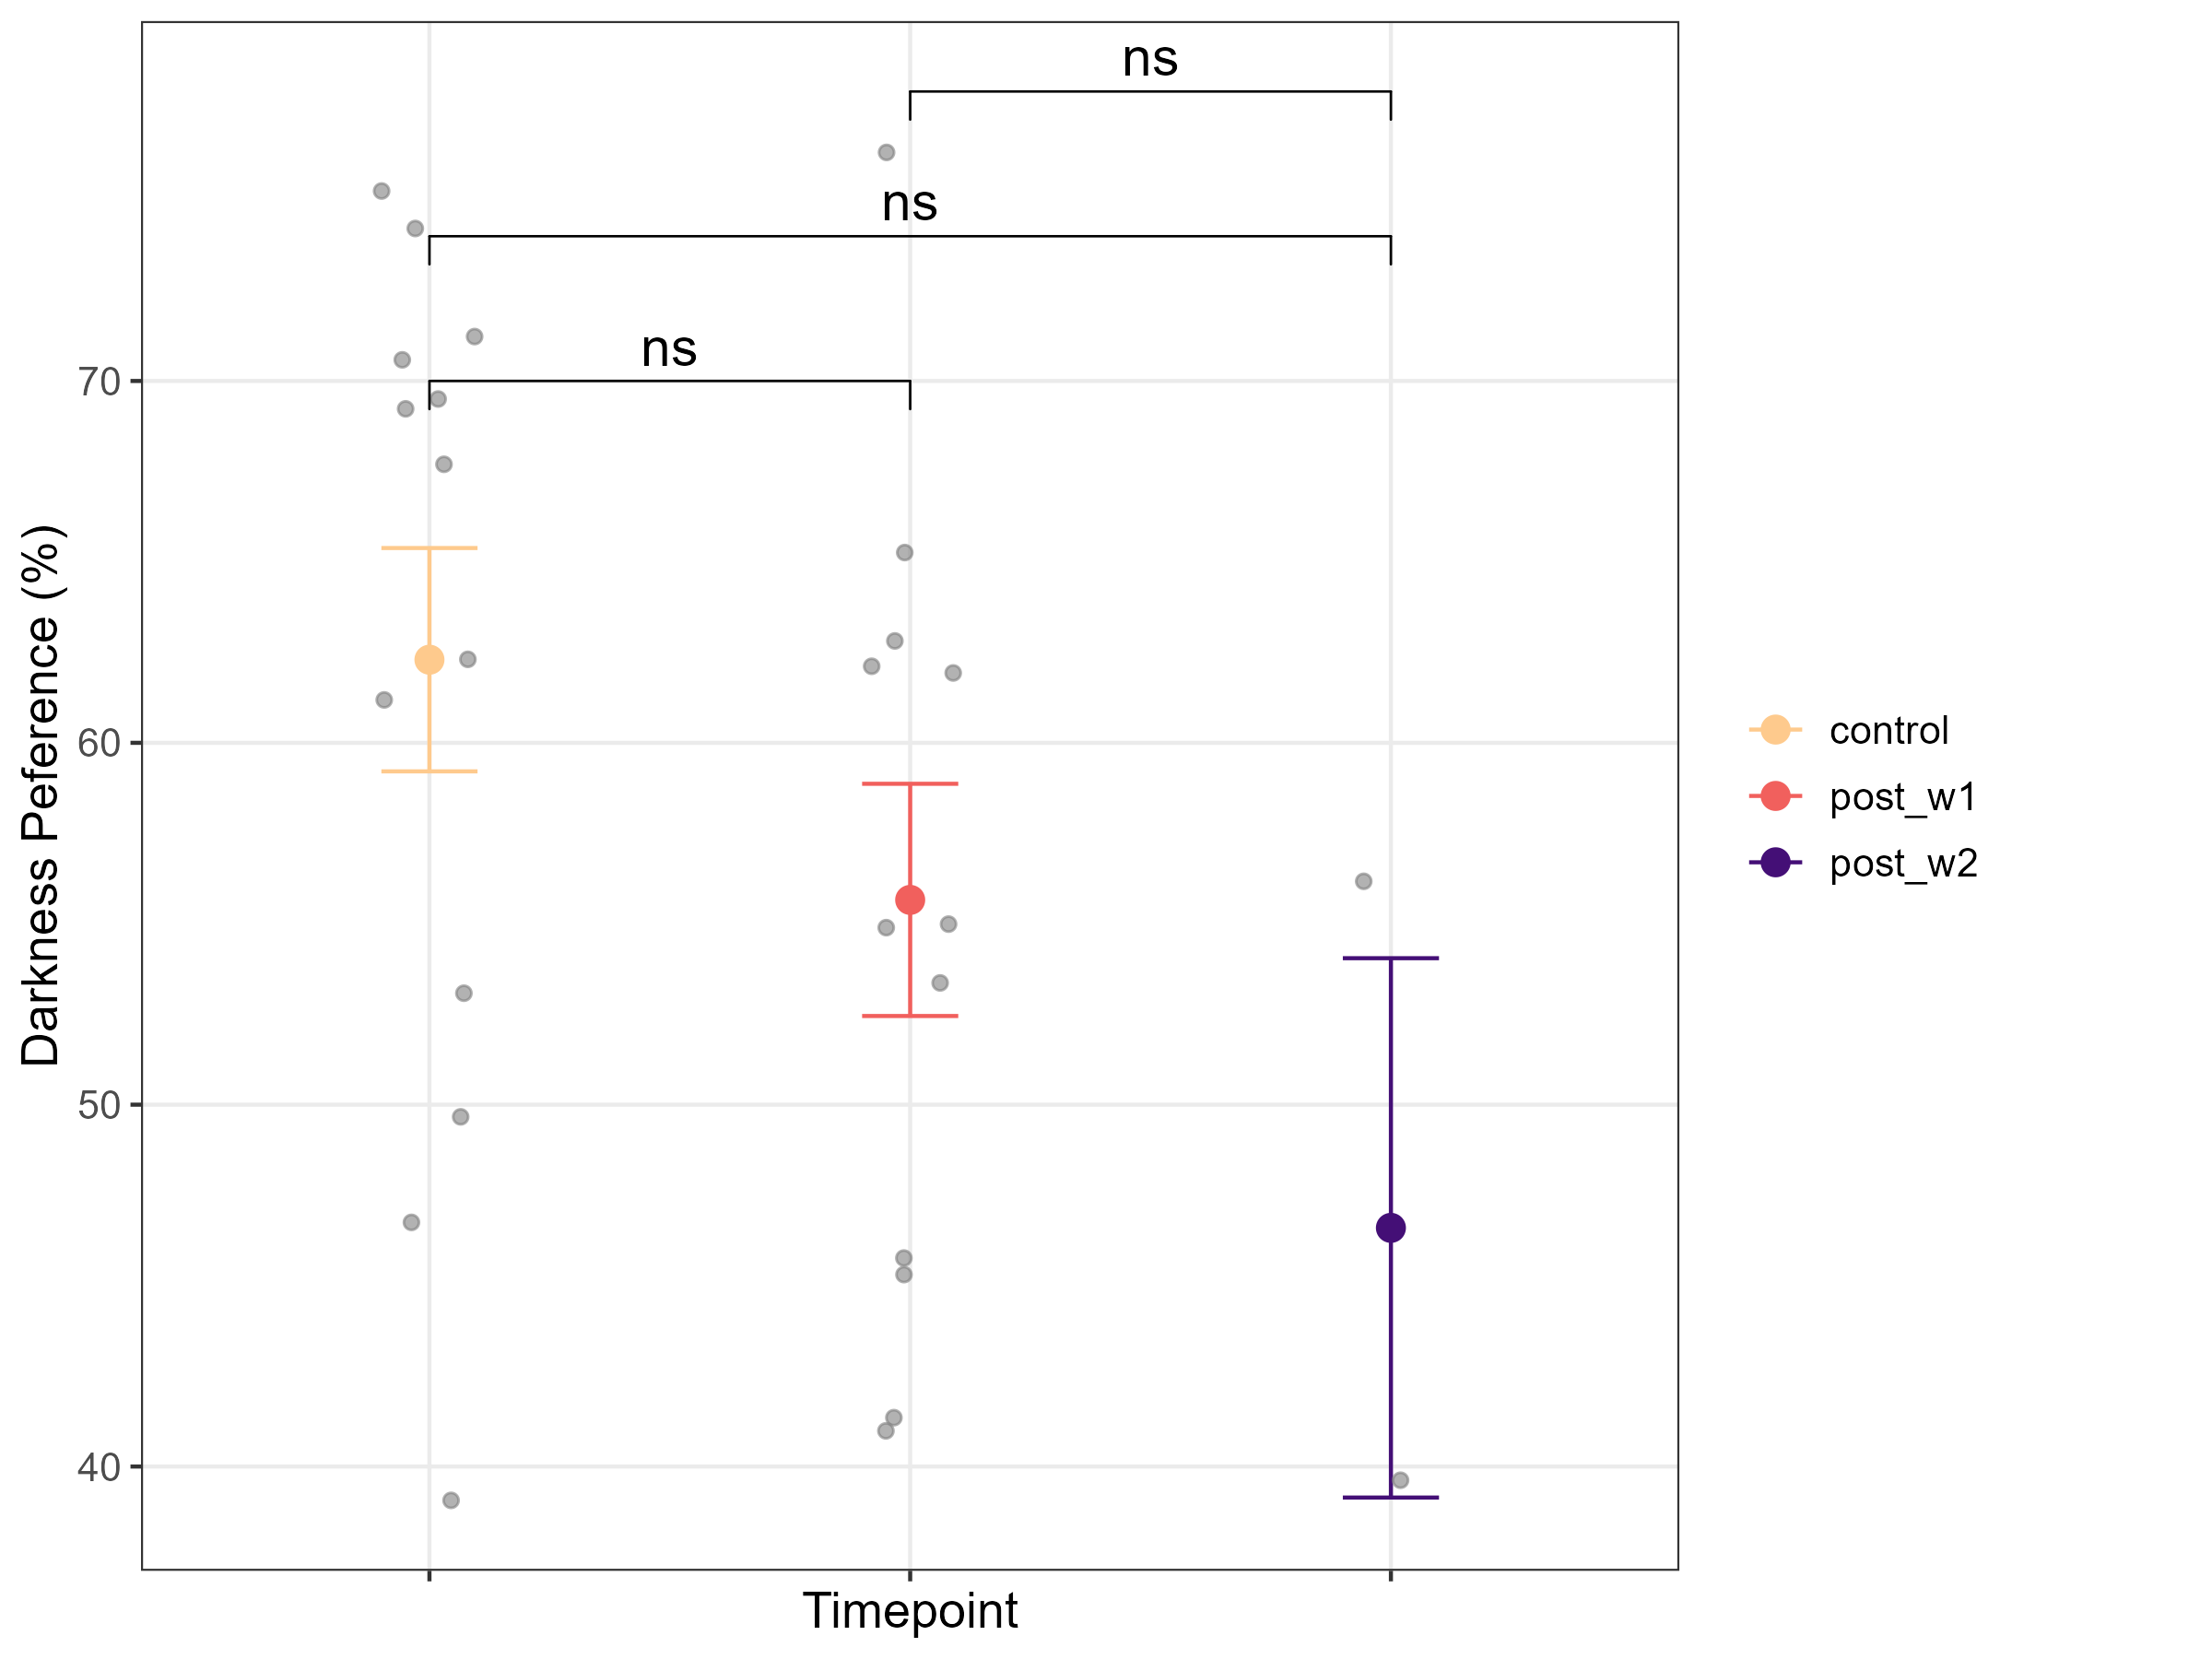 ns
ns
ns
70
60
50
40
Darkness Peference (%)
Timepoint
control
post_w1
post_w2